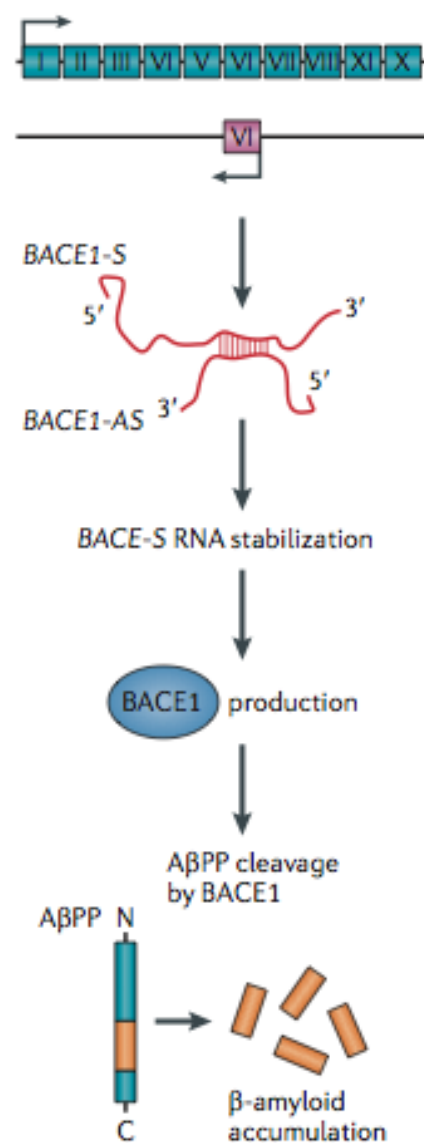 I II III VI V VI VII VIII XI X
VI
BACE1-S
5′
3′
5′
BACE1-AS 3′
BACE-S RNA stabilization
BACE1 production
AβPP cleavage
by BACE1
AβPP N
C
β-amyloid
accumulation